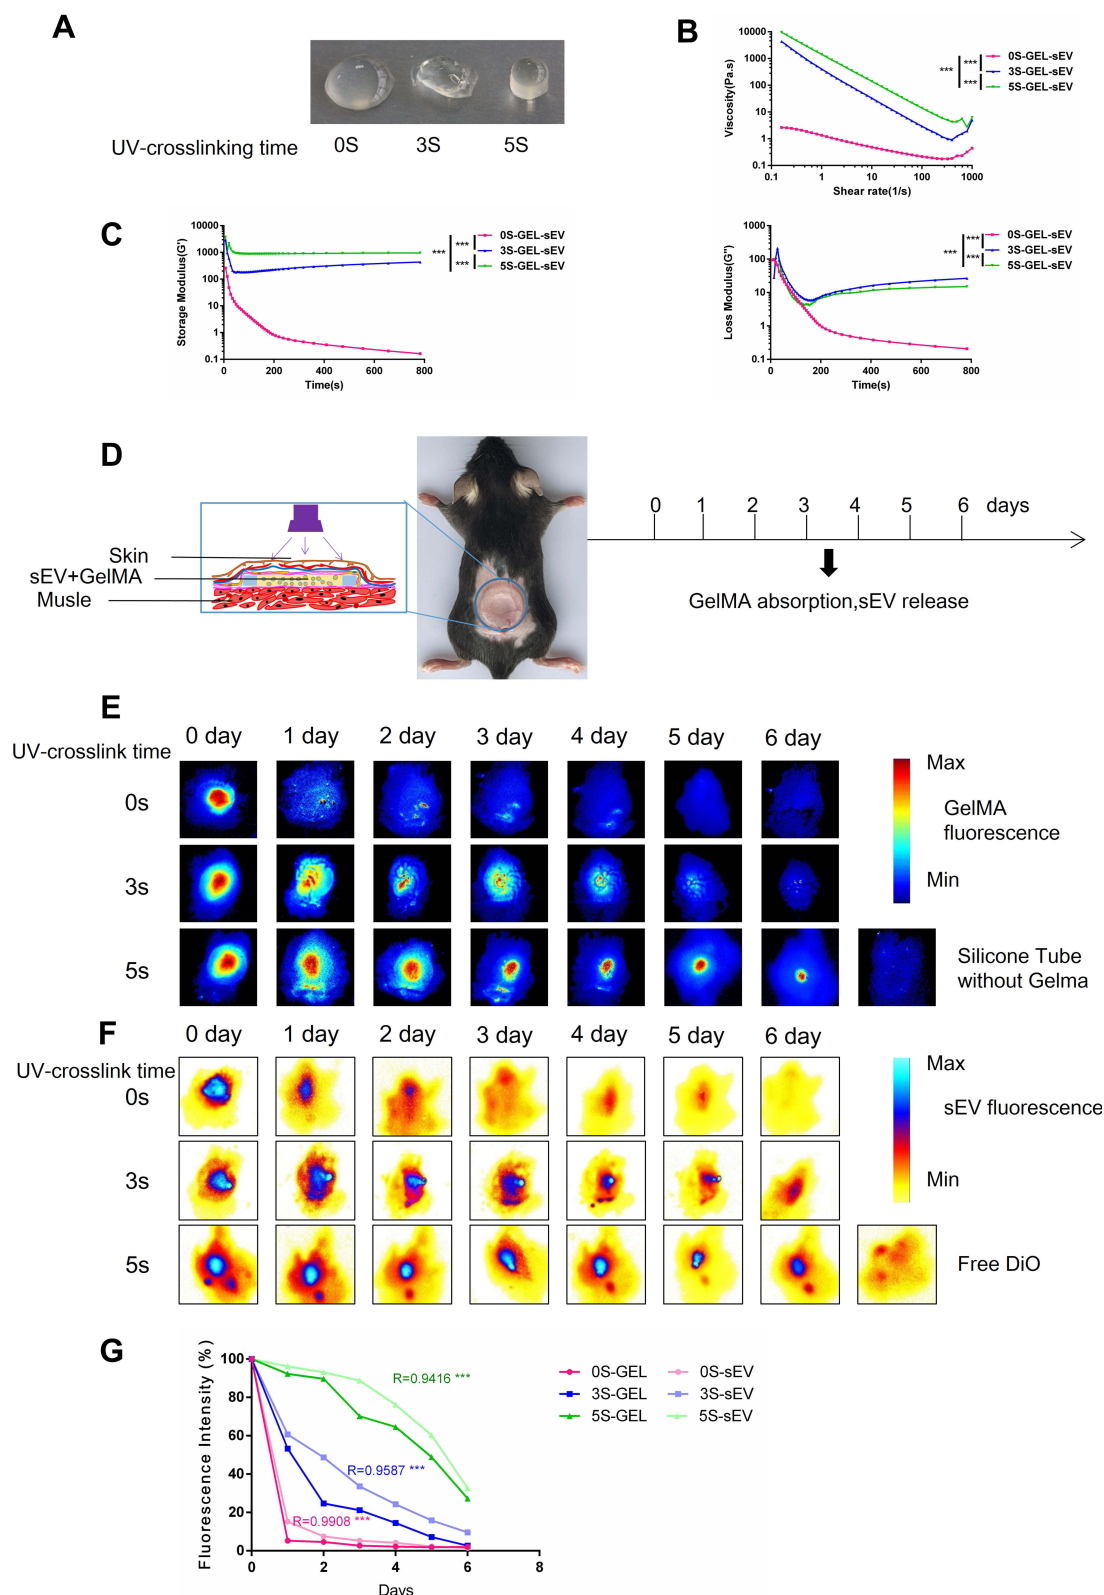 A
UV-crosslinking time
0S 3S 5S
B
Viscosity(Pa.s)
10000
1000
100
10
1
0.1
0.1 1 10 100 1000
Shear rate(1/s)
***
***
***
0S-GEL-sEV
3S-GEL-sEV
5S-GEL-sEV
C
Storage Modulus(G')
10000
1000
100
10
1
0.1
0 200 400 600 800
Time(s)
***
***
***
0S-GEL-sEV
3S-GEL-sEV
5S-GEL-sEV
Loss Modulus(G'')
1000
100
10
1
0.1
0 200 400 600 800
Time(s)
***
***
***
0S-GEL-sEV
3S-GEL-sEV
5S-GEL-sEV
D
Skin
sEV+GelMA
Musle
0 1 2 3 4 5 6 days
GelMA absorption,sEV release
E
UV-crosslink time
0 day 1 day 2 day 3 day 4 day 5 day 6 day
0s
3s
5s
Max
GelMA
fluorescence
Min
Silicone Tube
without Gelma
F
UV-crosslink time
0 day 1 day 2 day 3 day 4 day 5 day 6 day
0s
3s
5s
Max
sEV fluorescence
Min
Free DiO
G
Fluorescence Intensity (%)
100
80
60
40
20
0
0 2 4 6 8
Days
R=0.9416 ***
R=0.9587 ***
R=0.9908 ***
0S-GEL 0S-sEV
3S-GEL 3S-sEV
5S-GEL 5S-sEV